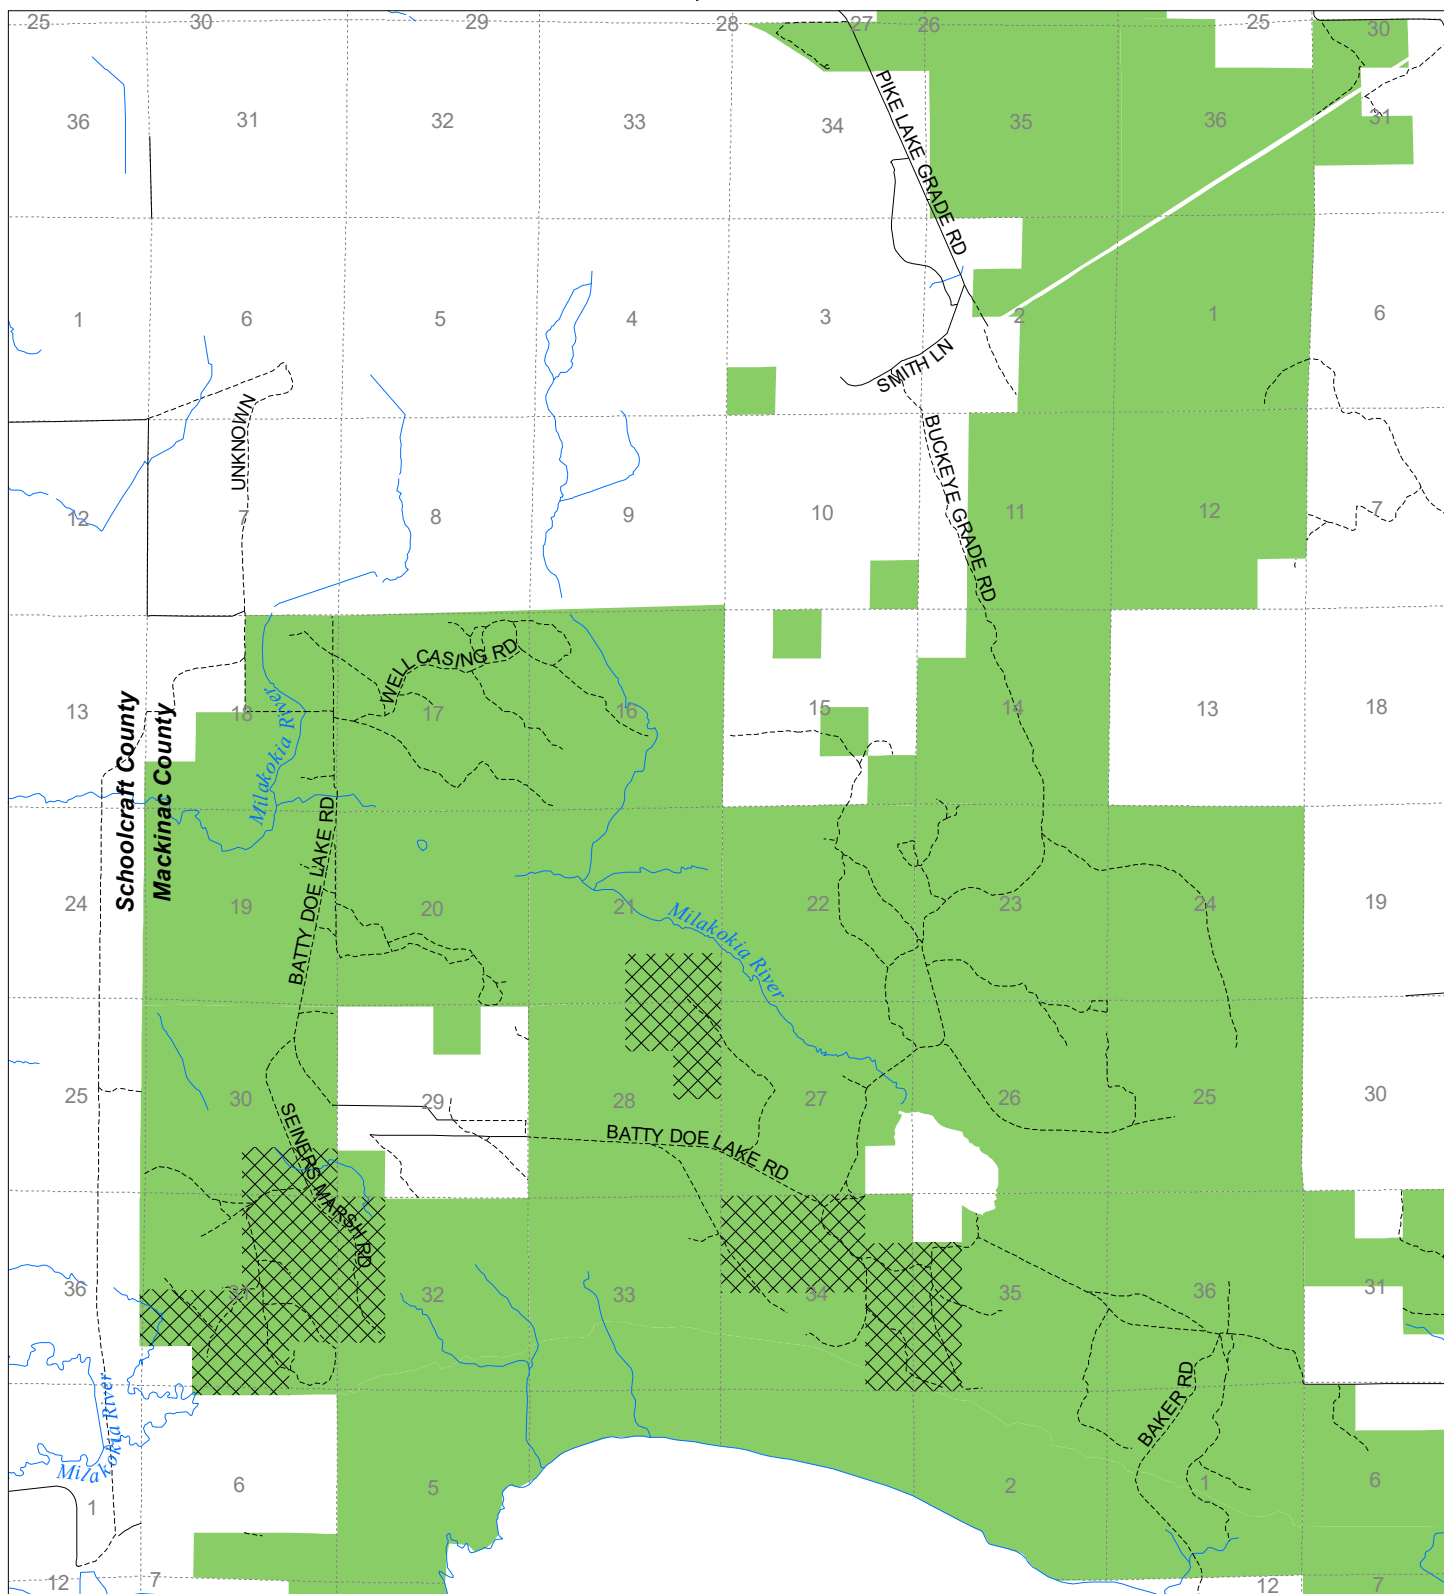 25 30 29 28 27 26 25 30
36 31 32 33 34 35 36 31
PIKE LAKE GRADE RD
1 6 5 4 3 2 1 6
SMITH LN
UNKNOWN
BUCKEYE GRADE RD
12 7 8 9 10 11 12 7
WELL CASING RD
13 18 17 16 15 14 13 18
Schoolcraft County
Mackinac County
Milakokia River
BATTY DOE LAKE RD
24 19 20 21 22 23 24 19
Milakokia River
25 30 29 28 27 26 25 30
SEINERS MARSH RD
BATTY DOE LAKE RD
36 31 32 33 34 35 36 31
BAKER RD
Milakokia River
1 6 5 2 1 6
12 7 12 7